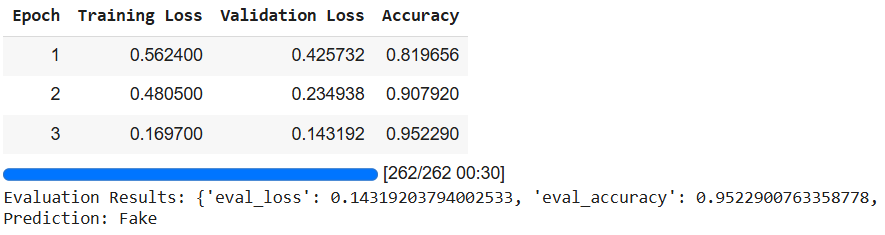 Epoch Training Loss Validation Loss Accuracy
1 0.562400 0.425732 0.819656
2 0.480500 0.234938 0.907920
3 0.169700 0.143192 0.952290
[262/262 00:30]
Evaluation Results: {'eval_loss': 0.14319203794002533, 'eval_accuracy': 0.9522900763358778,
Prediction: Fake